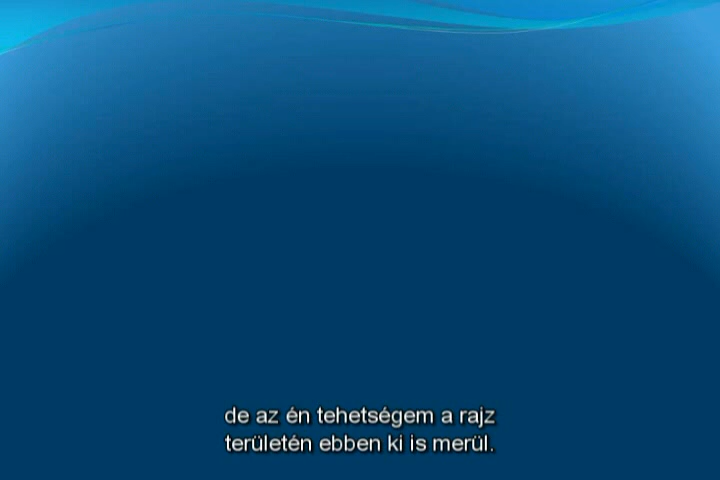 de az én tehetségem a rajz
területén ebben ki is merül.